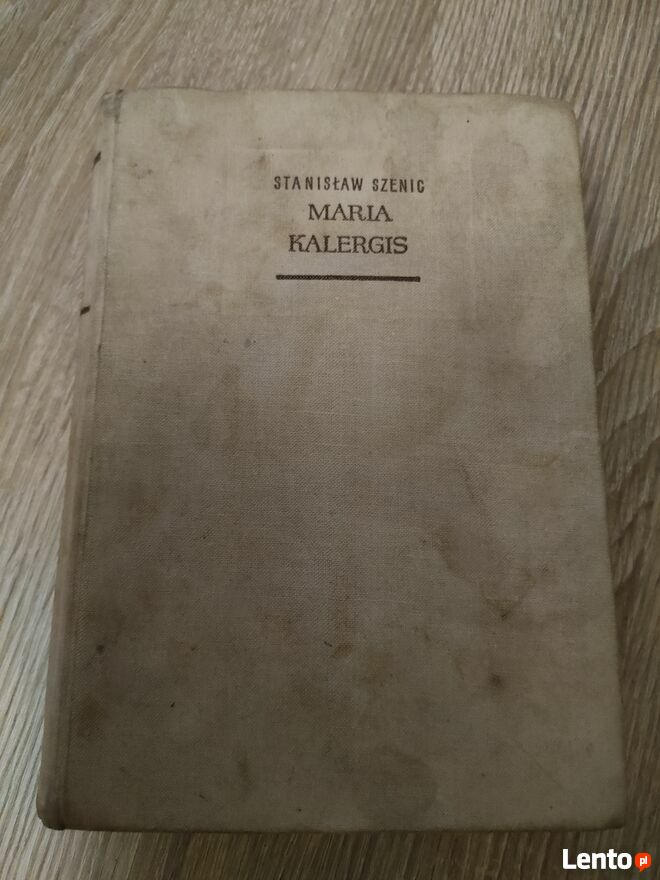 STANISŁAW SZENIC
MARIA
KALERGIS
Lento pl